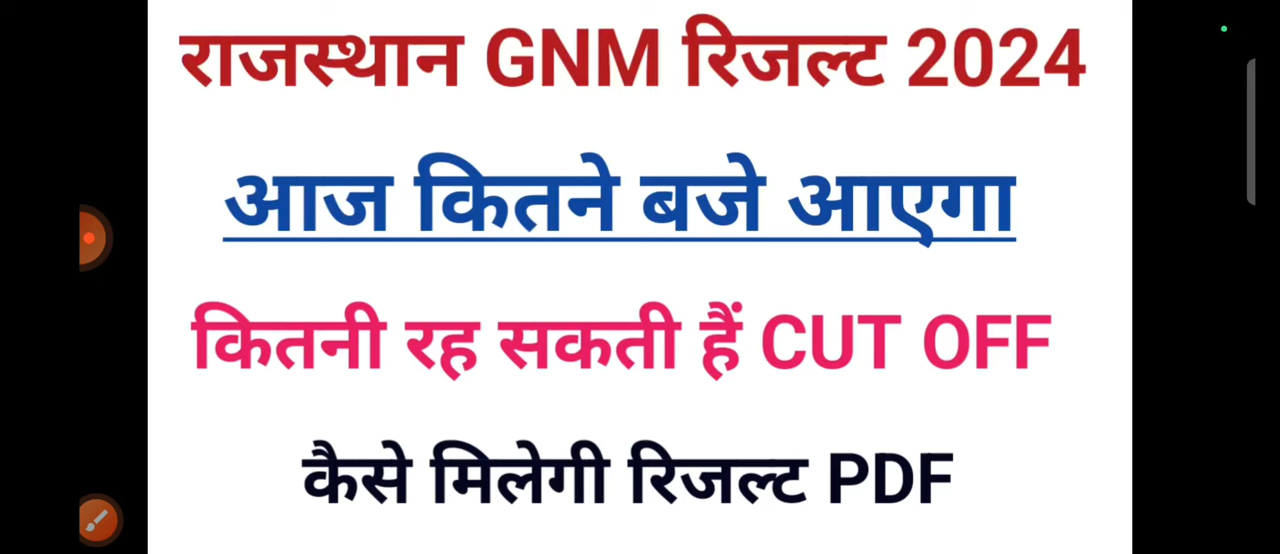 राजस्थान GNM रिजल्ट 2024
आज कितने बजे आएगा
कितनी रह सकती हैं CUT OFF
कैसे मिलेगी रिजल्ट PDF